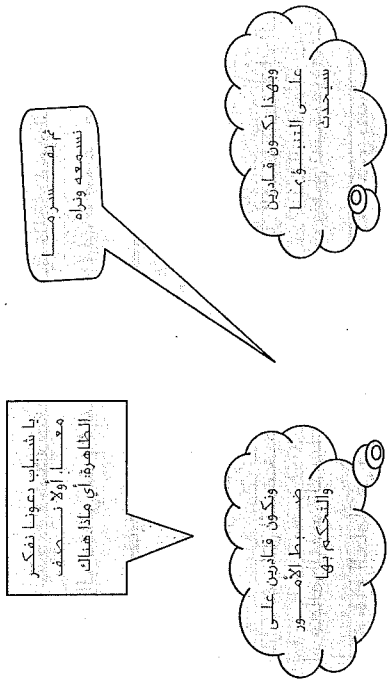 يا شباب دعونا نفكر
معا. أولا نصف
الظاهرة. أي ماذا هناك
ثم نفسر ما
نسمعه ونراه
وبهذا نكون قادرين
على التنبؤ بما
سيحدث
ونكون قادرين على
ضبط الأمور
والتحكم بها